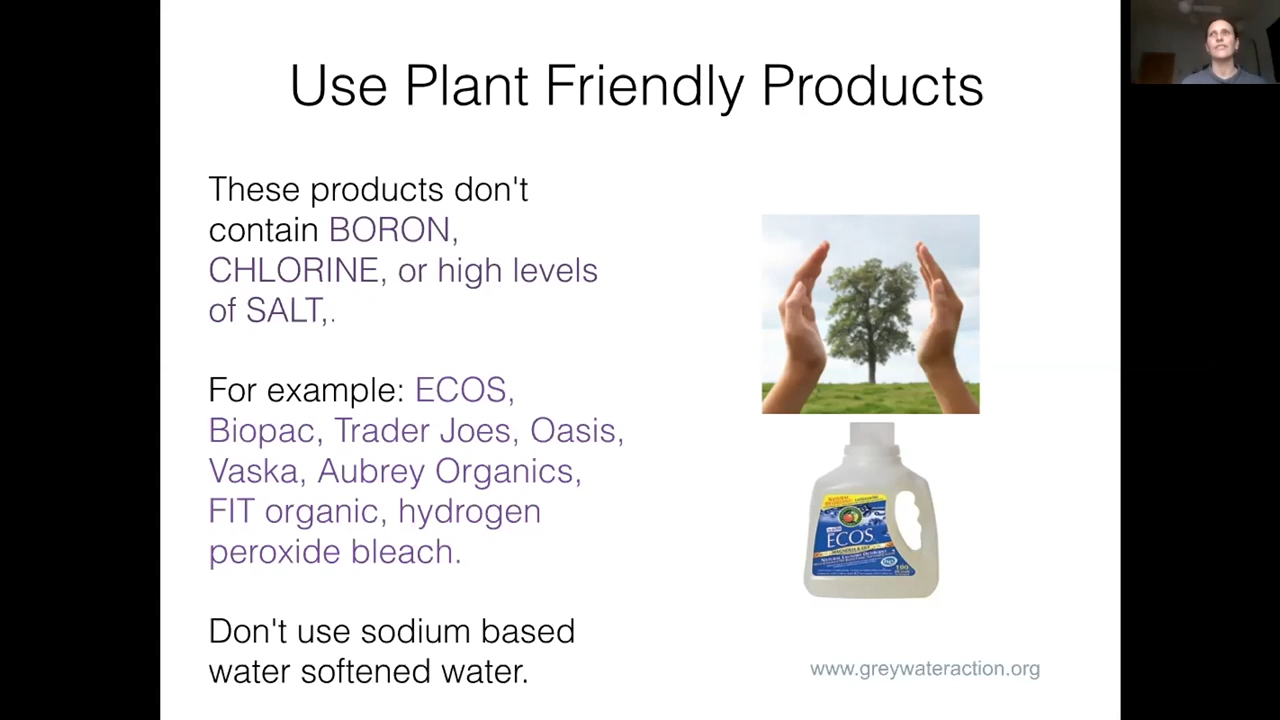 Use Plant Friendly Products
These products don't
contain BORON,
CHLORINE, or high levels
of SALT,.
For example: ECOS,
Biopac, Trader Joes, Oasis,
Vaska, Aubrey Organics,
FIT organic, hydrogen
peroxide bleach.
Don't use sodium based
water softened water.
ECOS
www.greywateraction.org